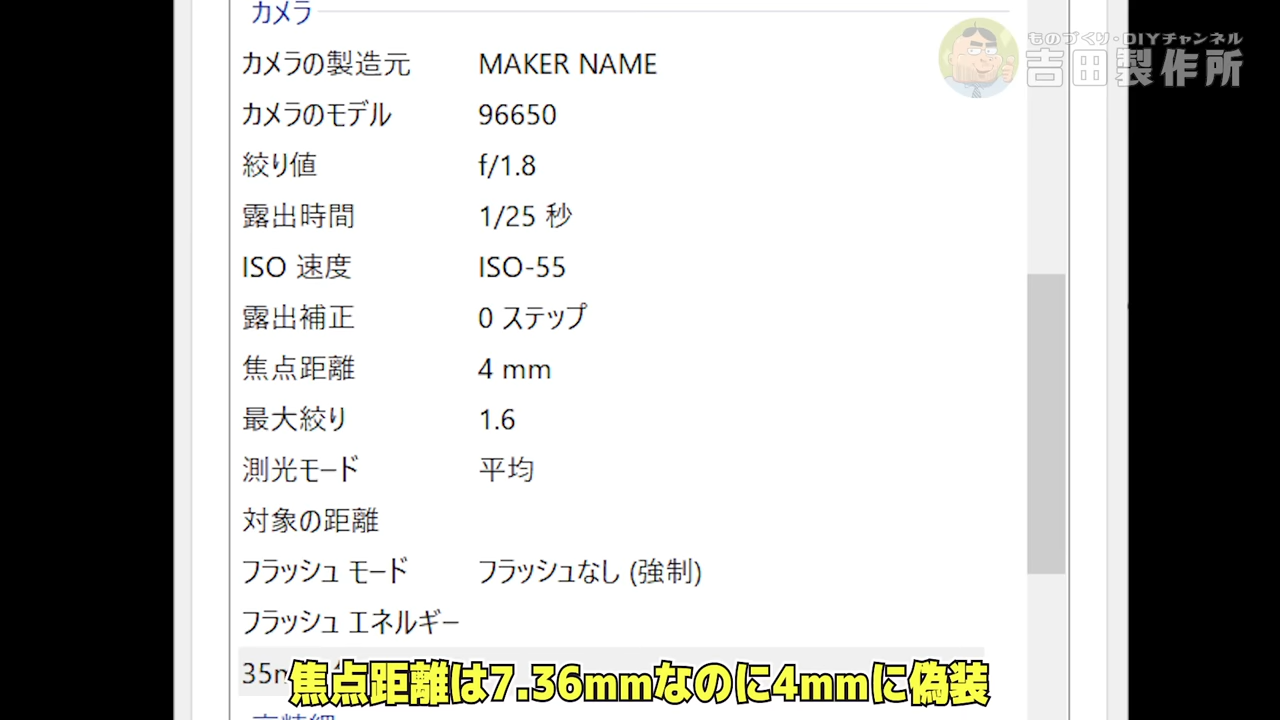 カメラ
ものづくり・DIYチャンネル
吉田製作所
カメラの製造元 MAKER NAME
カメラのモデル 96650
絞り値 f/1.8
露出時間 1/25 秒
ISO 速度 ISO-55
露出補正 0 ステップ
焦点距離 4 mm
最大絞り 1.6
測光モード 平均
対象の距離
フラッシュ モード フラッシュなし (強制)
フラッシュ エネルギー
35m
焦点距離は7.36mmなのに4mmに偽装